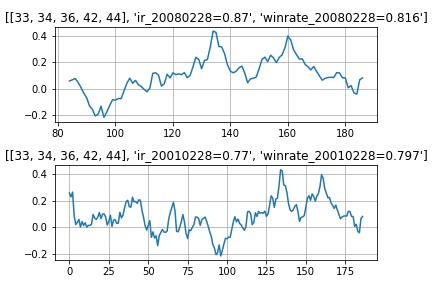 [[33, 34, 36, 42, 44], 'ir_20080228=0.87', 'winrate_20080228=0.816']
0.4
0.2
0.0
−0.2
80 100 120 140 160 180
[[33, 34, 36, 42, 44], 'ir_20010228=0.77', 'winrate_20010228=0.797']
0.4
0.2
0.0
−0.2
0 25 50 75 100 125 150 175